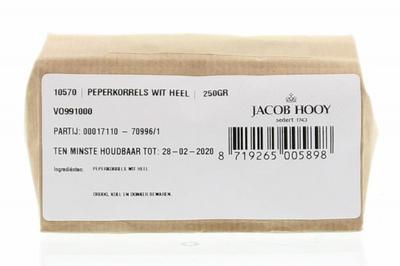 10570 | PEPERKORRELS WIT HEEL | 250GR
VO991000
PARTIJ: 00017110 - 70996/1
TEN MINSTE HOUDBAAR TOT: 28-02-2020
Ingrediënten: PEPERKORRELS WIT HEEL
DROOG, KOEL EN DONKER BEWAREN.
JACOB HOOY
sedert 1743
8 719265 005898